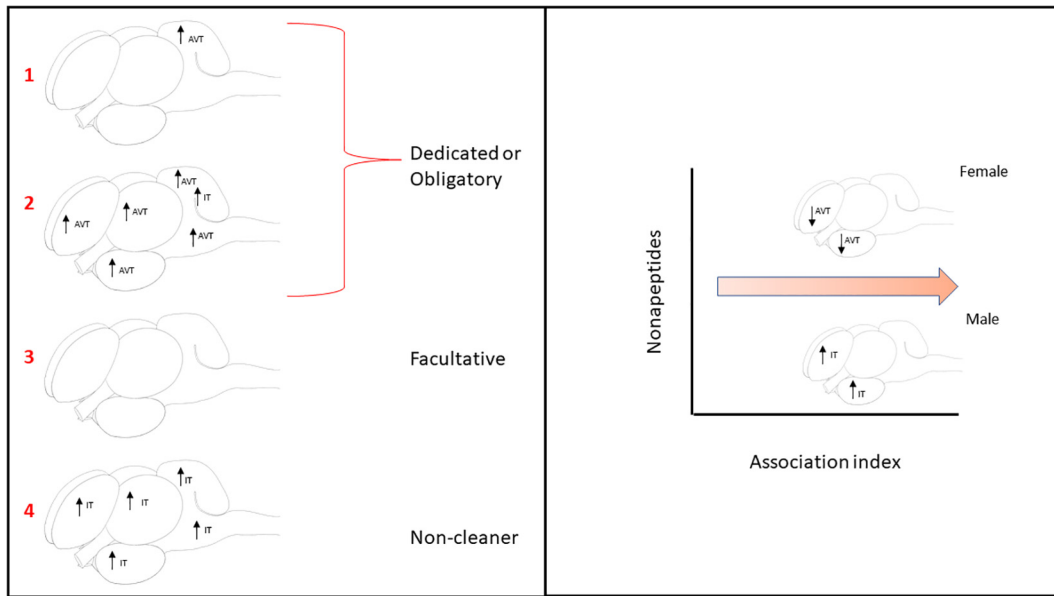 1
AVT
Dedicated or
Obligatory
2
AVT
IT
AVT
AVT
AVT
AVT
3
Facultative
4
IT
IT
IT
IT
IT
Non-cleaner
Nonapeptides
Female
AVT
AVT
Male
IT
IT
Association index